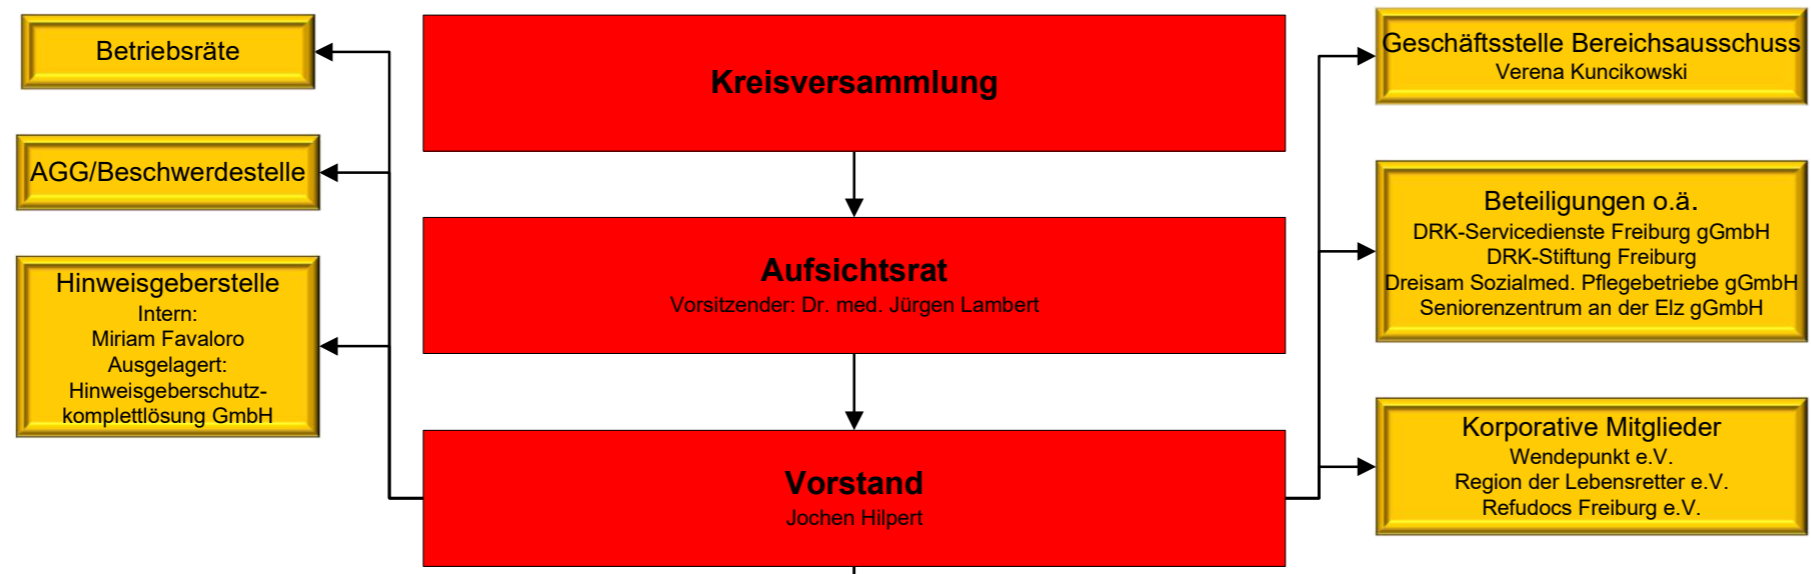 Betriebsräte
AGG/Beschwerdestelle
Hinweisgeberstelle
Intern:
Miriam Favaloro
Ausgelagert:
Hinweisgeberschutz-
komplettlösung GmbH
Kreisversammlung
Aufsichtsrat
Vorsitzender: Dr. med. Jürgen Lambert
Vorstand
Jochen Hilpert
Geschäftsstelle Bereichsausschuss
Verena Kuncikowski
Beteiligungen o.ä.
DRK-Servicedienste Freiburg gGmbH
DRK-Stiftung Freiburg
Dreisam Sozialmed. Pflegebetriebe gGmbH
Seniorenzentrum an der Elz gGmbH
Korporative Mitglieder
Wendepunkt e.V.
Region der Lebensretter e.V.
Refudocs Freiburg e.V.